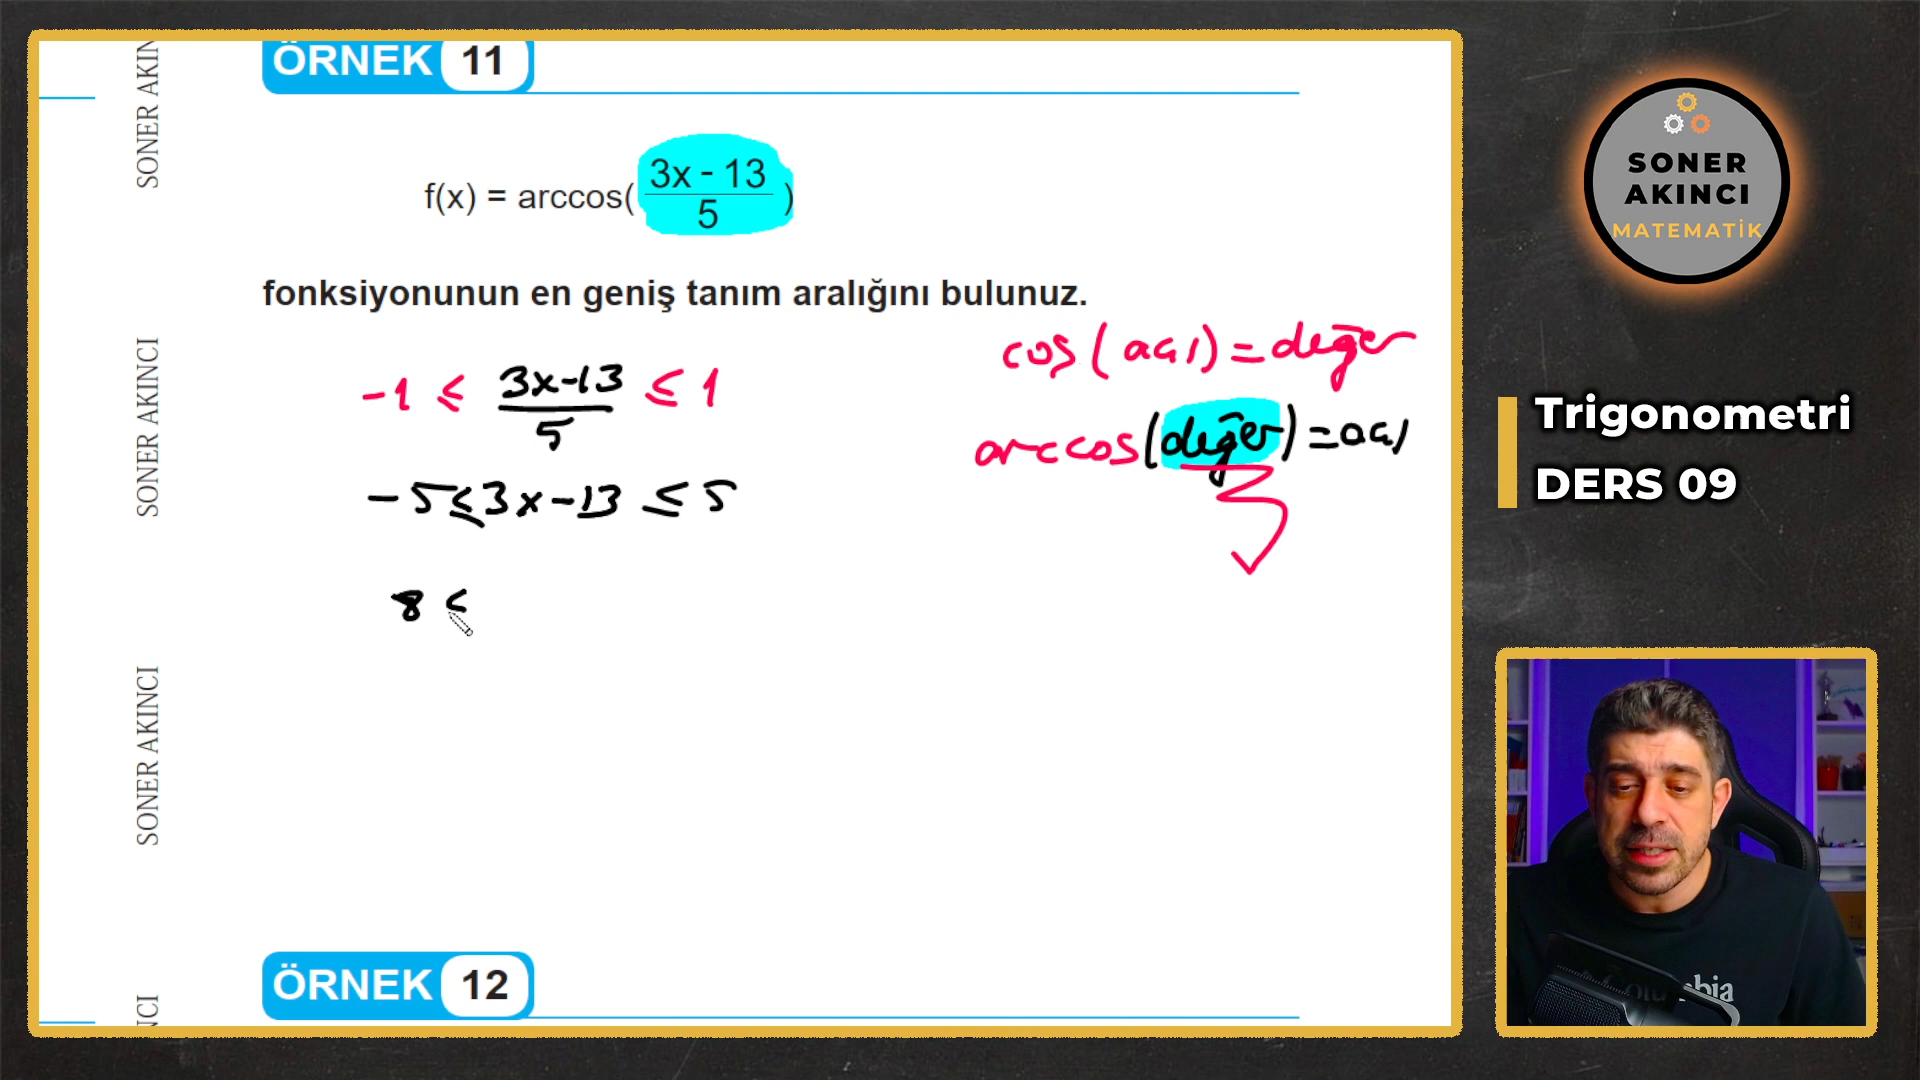 ÖRNEK 11
f(x) = arccos( 3x - 13 / 5 )
fonksiyonunun en geniş tanım aralığını bulunuz.
-1 ≤ 3x-13 / 5 ≤ 1
-5 ≤ 3x-13 ≤ 5
8 ≤
cos(açı) = değer
arccos(değer) = açı
ÖRNEK 12
SONER AKIN
SONER AKINCI
SONER AKINCI
NCI
SONER
AKINCI
MATEMATİK
Trigonometri
DERS 09